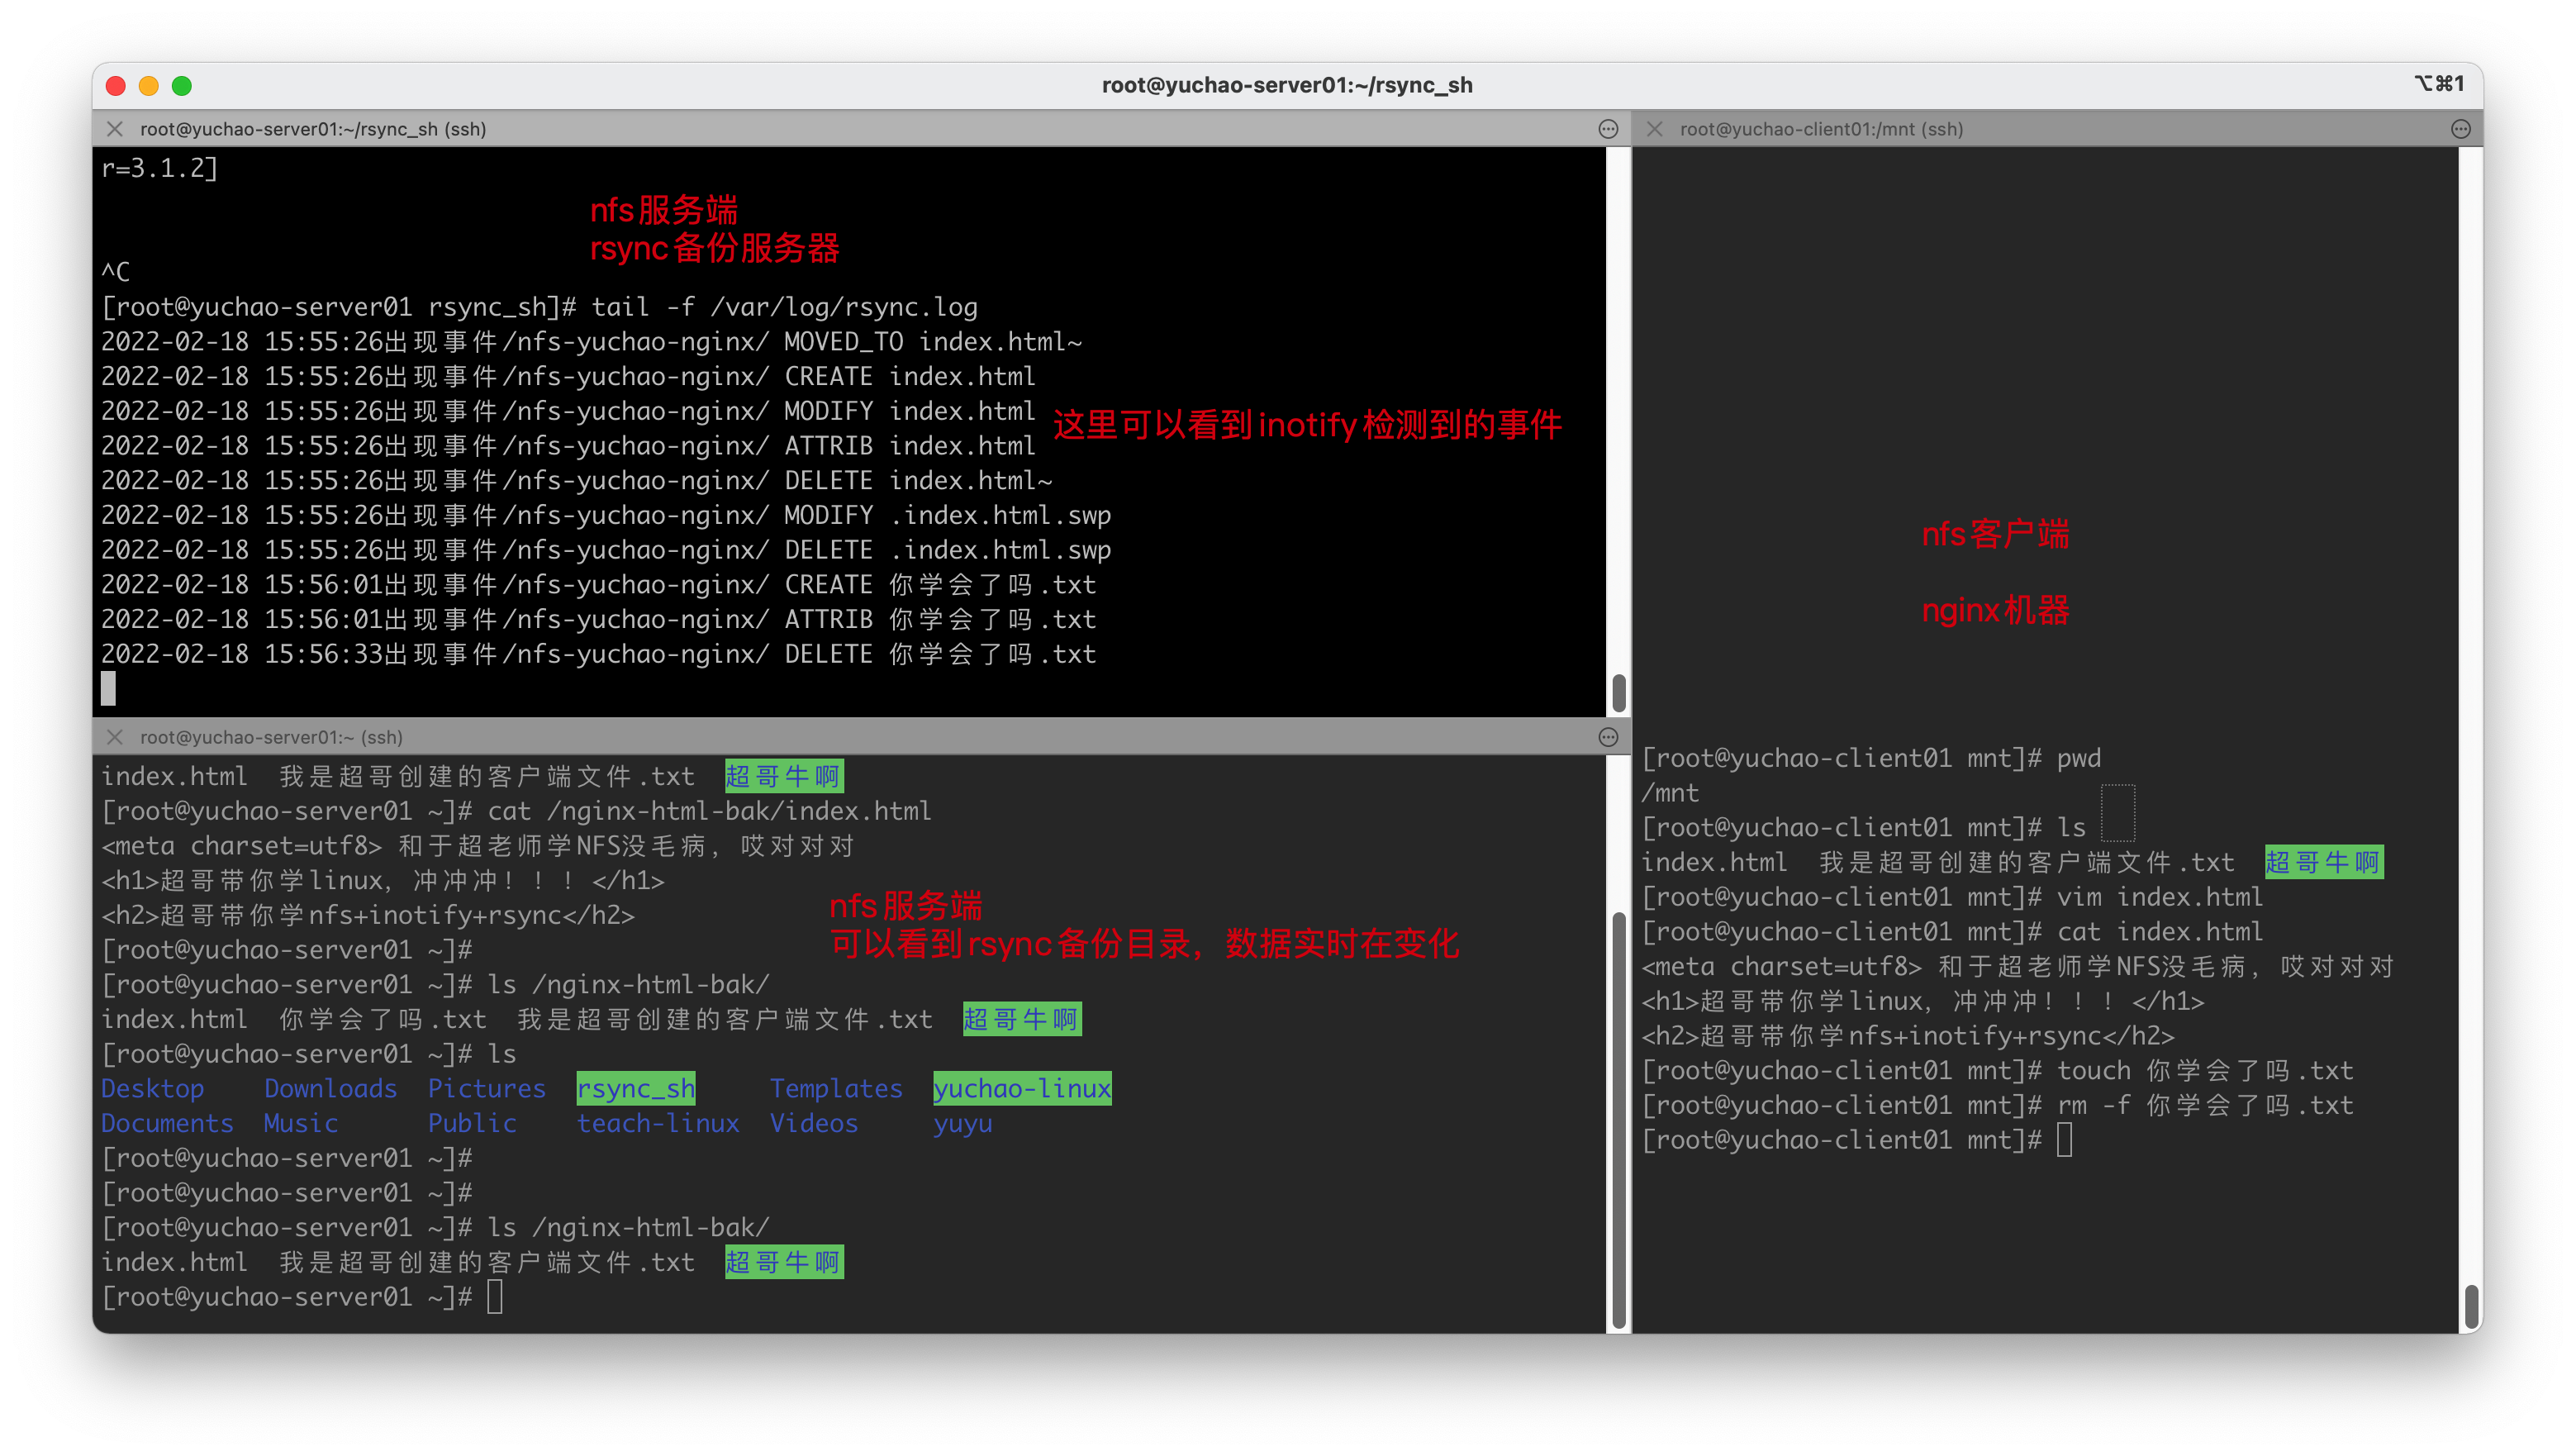 root@yuchao-server01:~/rsync_sh
⌥⌘1
root@yuchao-server01:~/rsync_sh (ssh)
r=3.1.2]
nfs服务端
rsync备份服务器
^C
[root@yuchao-server01 rsync_sh]# tail -f /var/log/rsync.log
2022-02-18 15:55:26出现事件/nfs-yuchao-nginx/ MOVED_TO index.html~
2022-02-18 15:55:26出现事件/nfs-yuchao-nginx/ CREATE index.html
2022-02-18 15:55:26出现事件/nfs-yuchao-nginx/ MODIFY index.html
这里可以看到inotify检测到的事件
2022-02-18 15:55:26出现事件/nfs-yuchao-nginx/ ATTRIB index.html
2022-02-18 15:55:26出现事件/nfs-yuchao-nginx/ DELETE index.html~
2022-02-18 15:55:26出现事件/nfs-yuchao-nginx/ MODIFY .index.html.swp
2022-02-18 15:55:26出现事件/nfs-yuchao-nginx/ DELETE .index.html.swp
2022-02-18 15:56:01出现事件/nfs-yuchao-nginx/ CREATE 你学会了吗.txt
2022-02-18 15:56:01出现事件/nfs-yuchao-nginx/ ATTRIB 你学会了吗.txt
2022-02-18 15:56:33出现事件/nfs-yuchao-nginx/ DELETE 你学会了吗.txt
root@yuchao-server01:~ (ssh)
index.html  我是超哥创建的客户端文件.txt  超哥牛啊
[root@yuchao-server01 ~]# cat /nginx-html-bak/index.html
<meta charset=utf8> 和于超老师学NFS没毛病，哎对对对
<h1>超哥带你学linux，冲冲冲！！！</h1>
<h2>超哥带你学nfs+inotify+rsync</h2>
nfs服务端
可以看到rsync备份目录，数据实时在变化
[root@yuchao-server01 ~]#
[root@yuchao-server01 ~]# ls /nginx-html-bak/
index.html  你学会了吗.txt  我是超哥创建的客户端文件.txt  超哥牛啊
[root@yuchao-server01 ~]# ls
Desktop    Downloads  Pictures  rsync_sh     Templates  yuchao-linux
Documents  Music      Public    teach-linux  Videos     yuyu
[root@yuchao-server01 ~]#
[root@yuchao-server01 ~]#
[root@yuchao-server01 ~]# ls /nginx-html-bak/
index.html  我是超哥创建的客户端文件.txt  超哥牛啊
[root@yuchao-server01 ~]#
root@yuchao-client01:/mnt (ssh)
nfs客户端
nginx机器
[root@yuchao-client01 mnt]# pwd
/mnt
[root@yuchao-client01 mnt]# ls
index.html  我是超哥创建的客户端文件.txt  超哥牛啊
[root@yuchao-client01 mnt]# vim index.html
[root@yuchao-client01 mnt]# cat index.html
<meta charset=utf8> 和于超老师学NFS没毛病，哎对对对
<h1>超哥带你学linux，冲冲冲！！！</h1>
<h2>超哥带你学nfs+inotify+rsync</h2>
[root@yuchao-client01 mnt]# touch 你学会了吗.txt
[root@yuchao-client01 mnt]# rm -f 你学会了吗.txt
[root@yuchao-client01 mnt]#